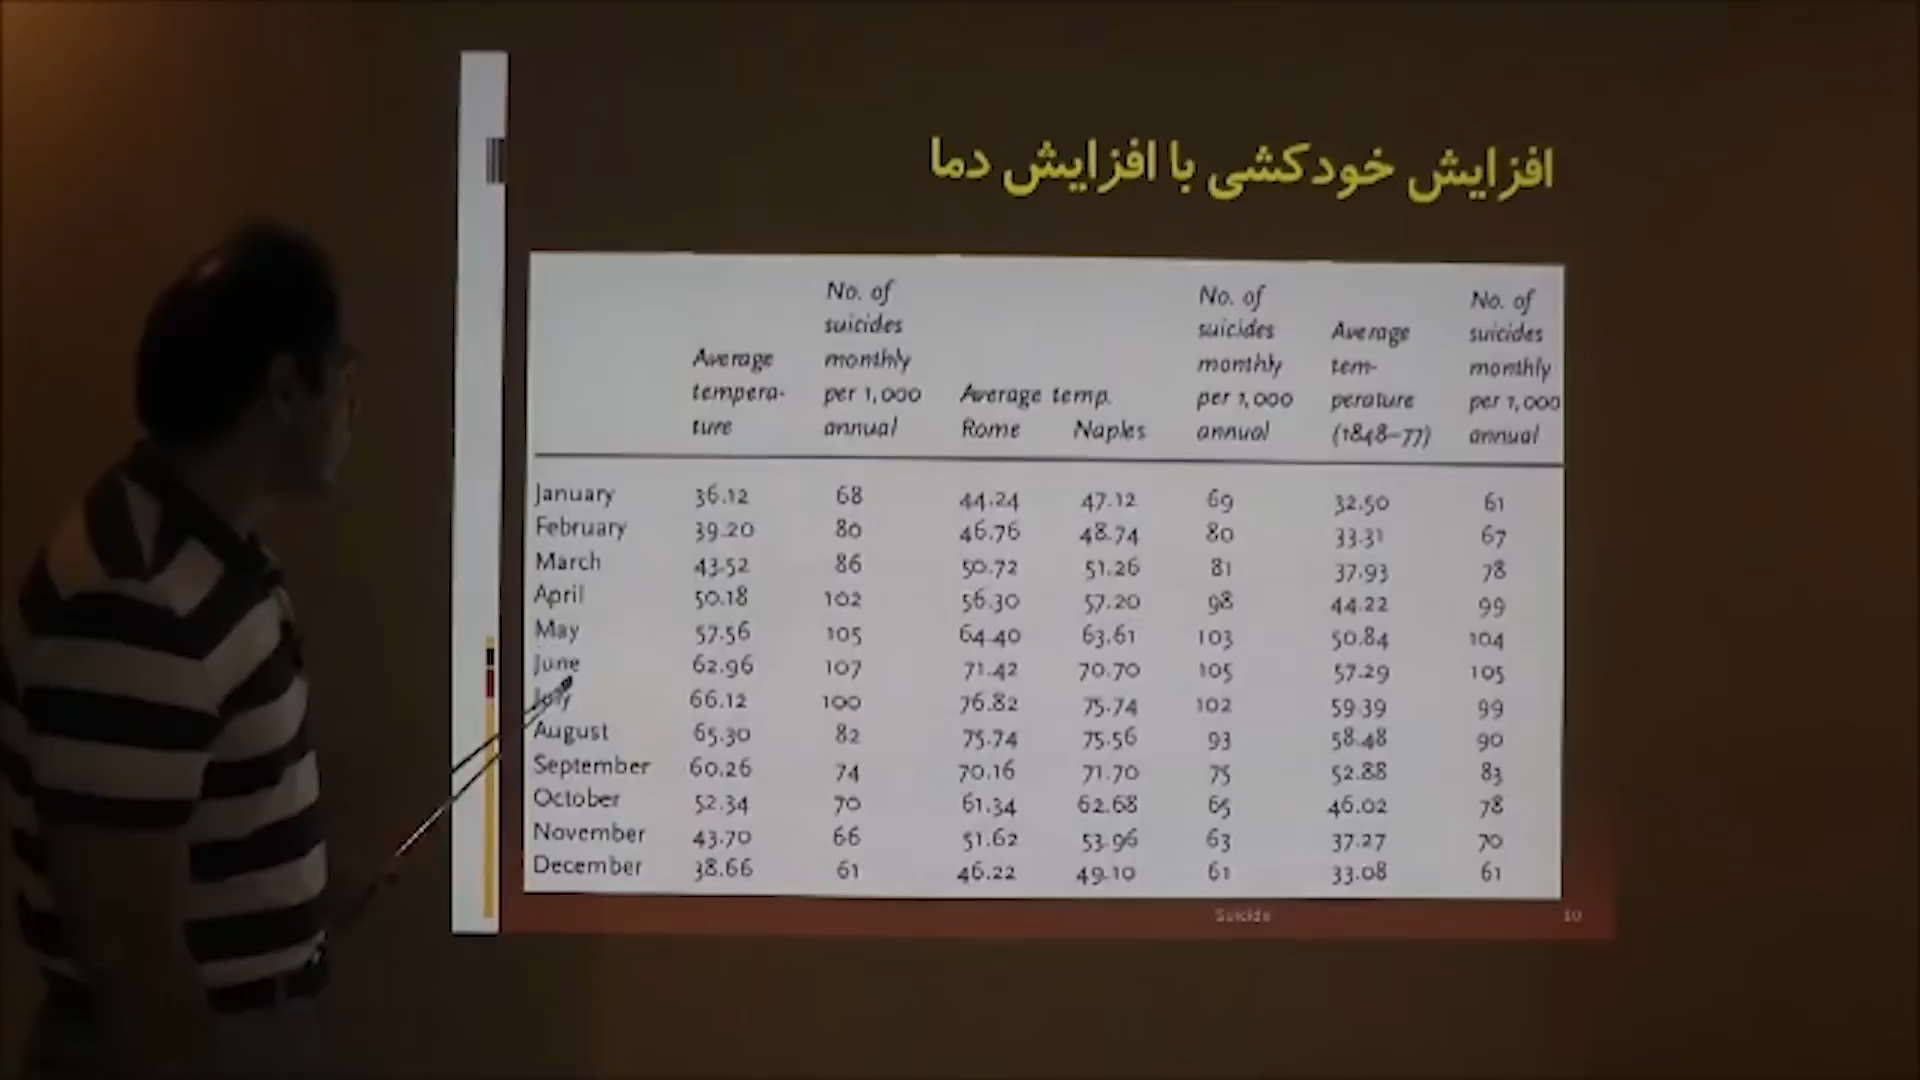 افزایش خودکشی با افزایش دما
Average temperature No. of suicides monthly per 1,000 annual Average temp. Rome Naples No. of suicides monthly per 1,000 annual Average tem-perature (1848–77) No. of suicides monthly per 1,000 annual
January 36.12 68 44.24 47.12 69 32.50 61
February 39.20 80 46.76 48.74 80 33.31 67
March 43.52 86 50.72 51.26 81 37.93 78
April 50.18 102 56.30 57.20 98 44.22 99
May 57.56 105 64.40 63.61 103 50.84 104
June 62.96 107 71.42 70.70 105 57.29 105
July 66.12 100 76.82 75.74 102 59.39 99
August 65.30 82 75.74 75.56 93 58.48 90
September 60.26 74 70.16 71.70 75 52.88 83
October 52.34 70 61.34 62.68 65 46.02 78
November 43.70 66 51.62 53.96 63 37.27 70
December 38.66 61 46.22 49.10 61 33.08 61
Suicide 10